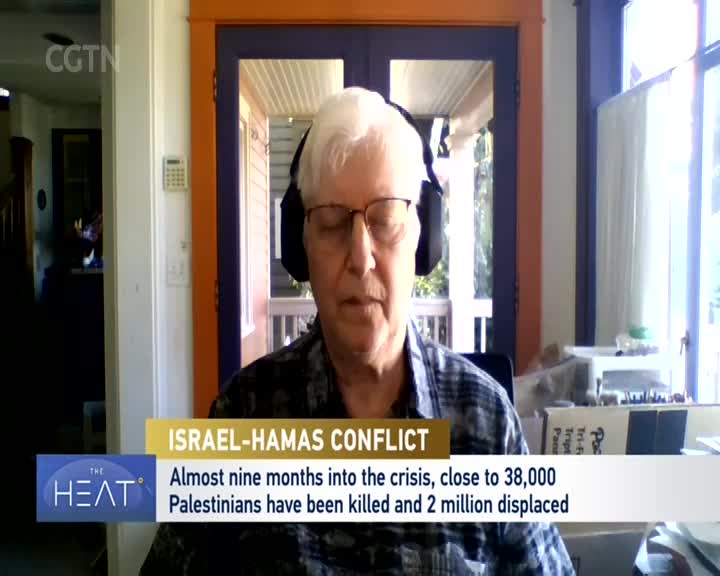 CGTN
ISRAEL-HAMAS CONFLICT
THE
HEAT
Almost nine months into the crisis, close to 38,000
Palestinians have been killed and 2 million displaced